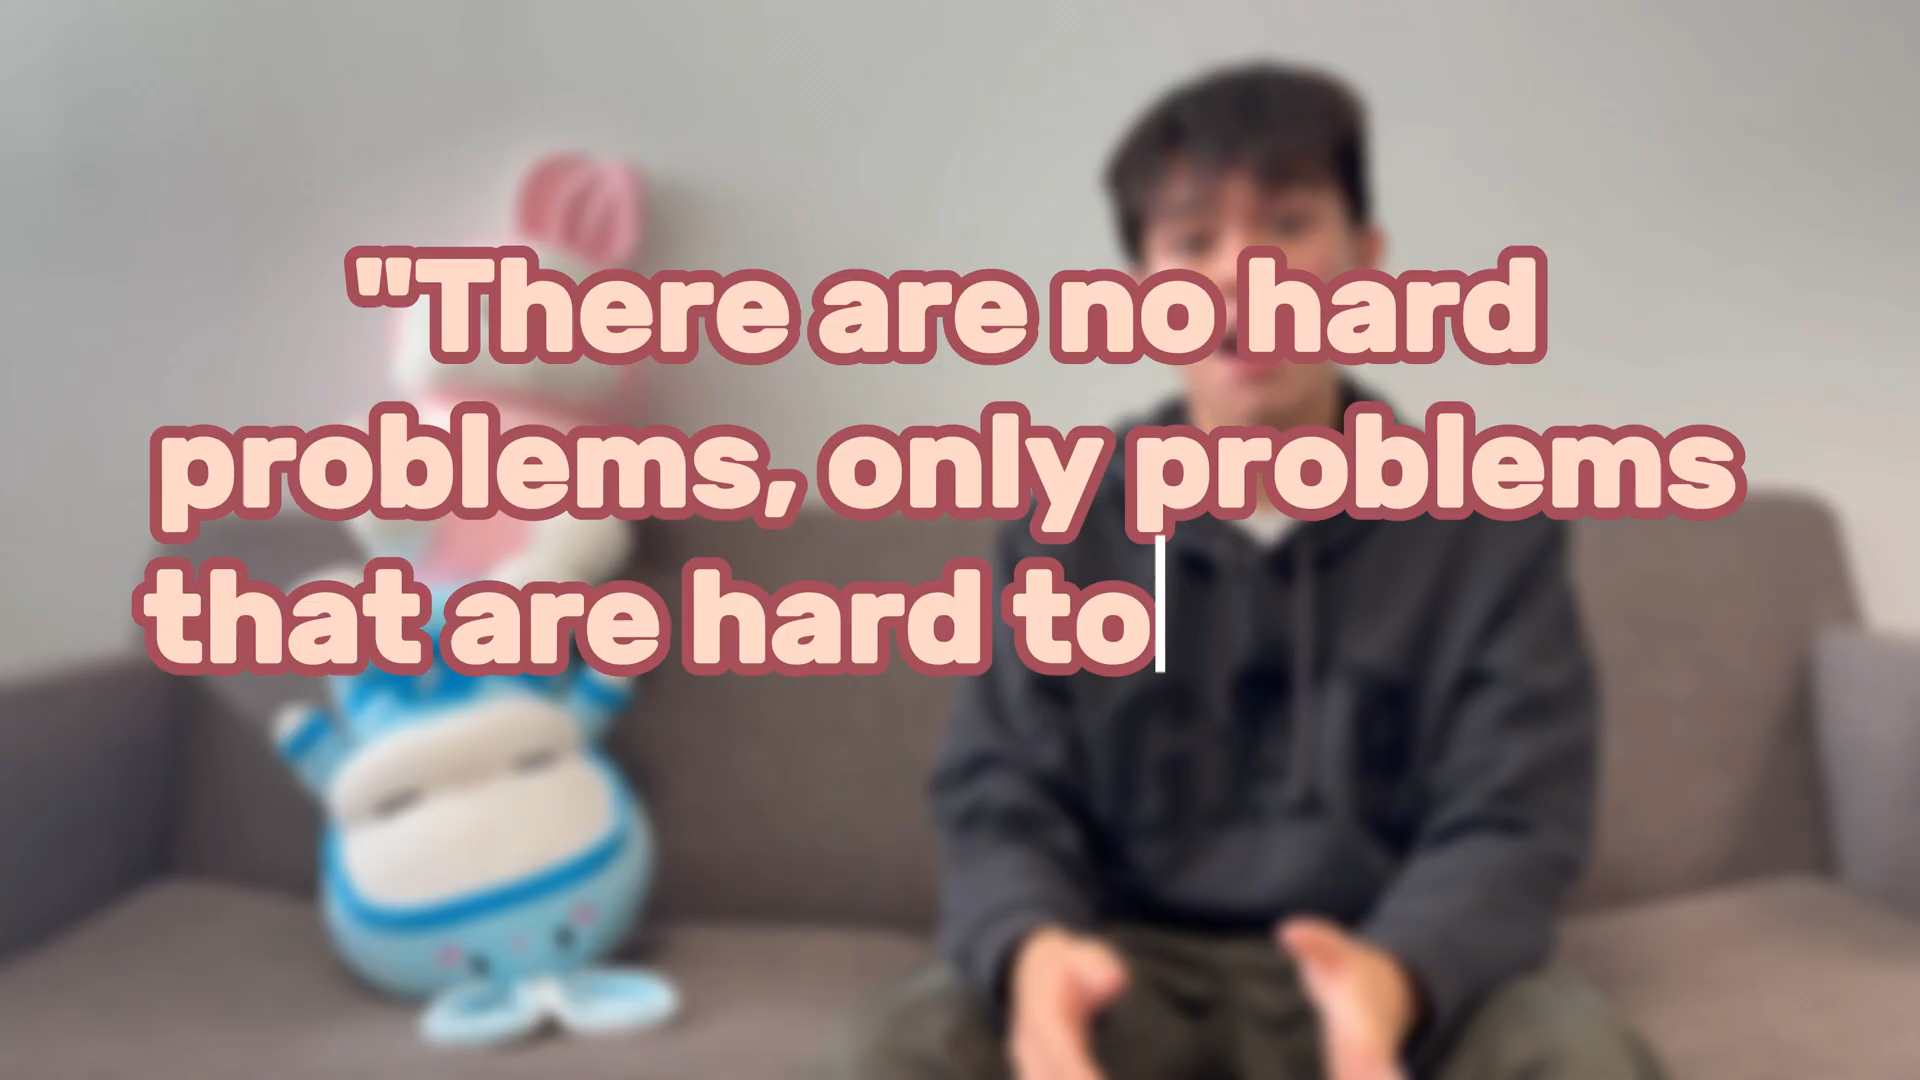 "There are no hard
problems, only problems
that are hard to